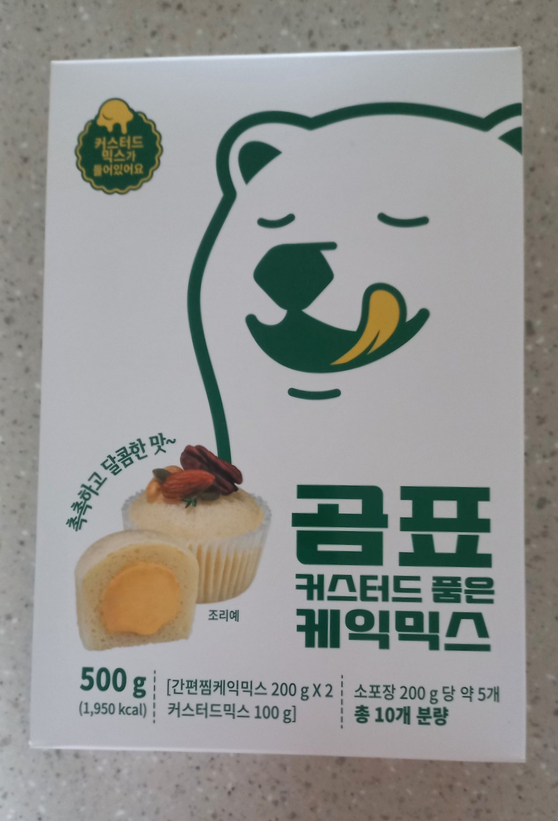 커스터드
믹스가
들어있어요
촉촉하고 달콤한 맛~
조리예
곰표
커스터드 품은
케익믹스
500 g
(1,950 kcal)
[간편찜케익믹스 200 g X 2
커스터드믹스 100 g]
소포장 200 g 당 약 5개
총 10개 분량